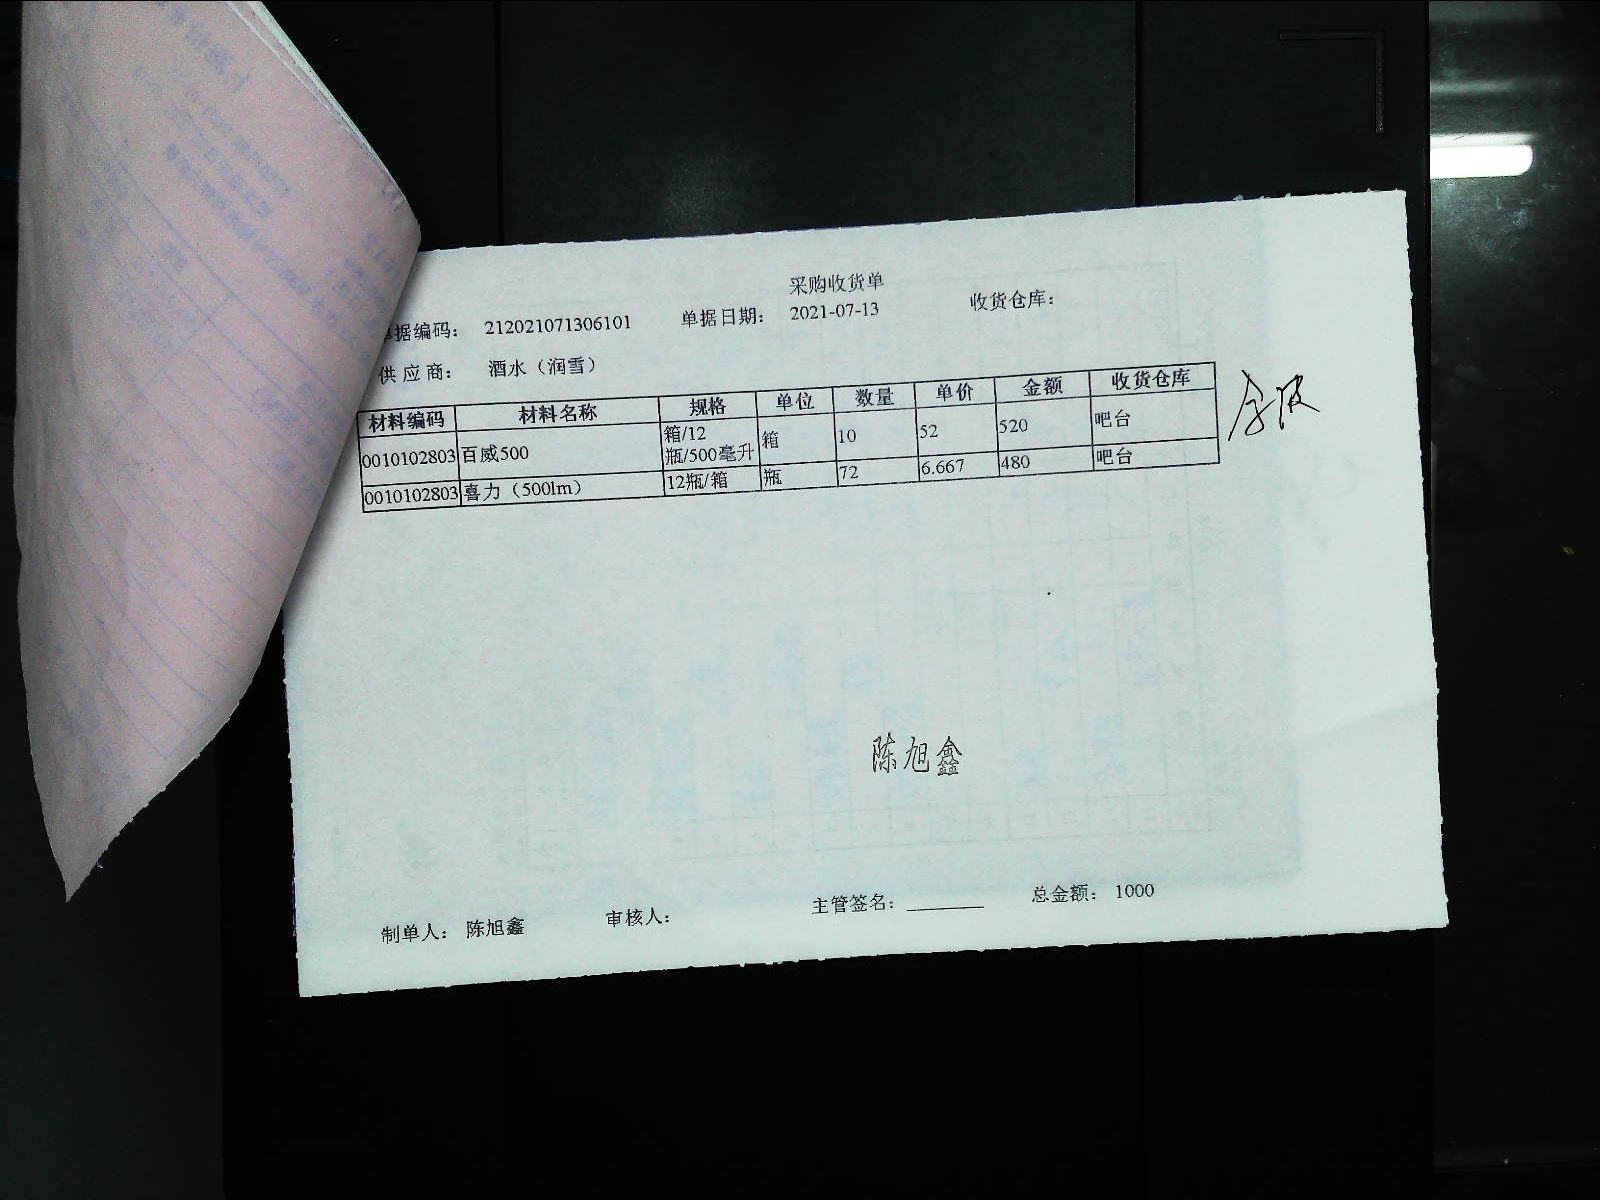 采购收货单
据编码： 212021071306101 单据日期： 2021-07-13 收货仓库：
供 应 商： 酒水（润雪）
材料编码 材料名称 规格 单位 数量 单价 金额 收货仓库
0010102803 百威500 箱/12瓶/500毫升 箱 10 52 520 吧台
0010102803 喜力（500lm） 12瓶/箱 瓶 72 6.667 480 吧台
陈旭鑫
制单人： 陈旭鑫 审核人： 主管签名： ________ 总金额： 1000